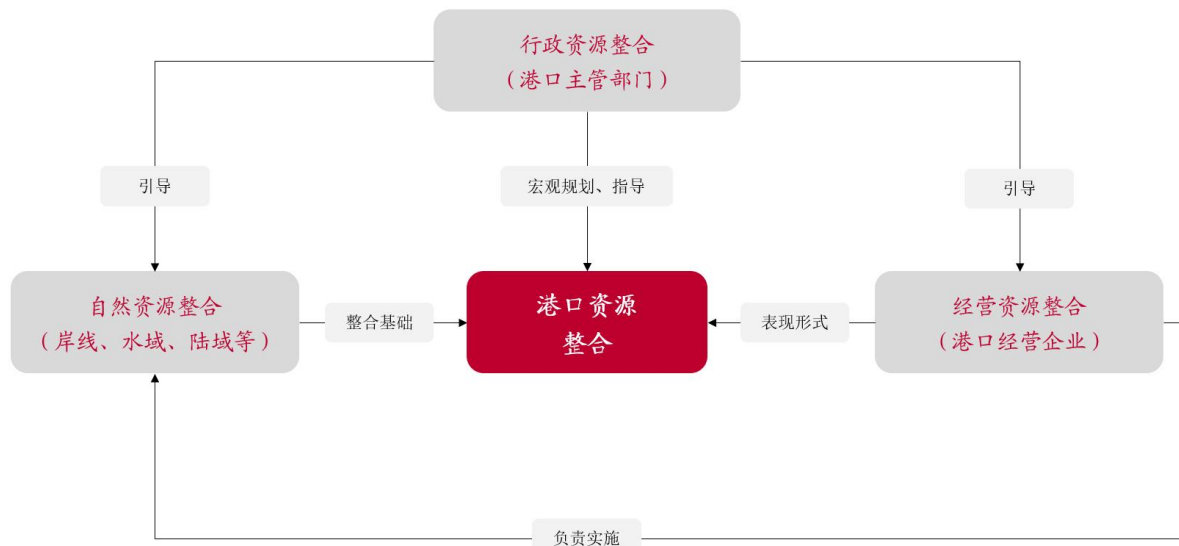 行政资源整合
（港口主管部门）
引导
宏观规划、指导
引导
自然资源整合
（岸线、水域、陆域等）
整合基础
港口资源
整合
表现形式
经营资源整合
（港口经营企业）
负责实施